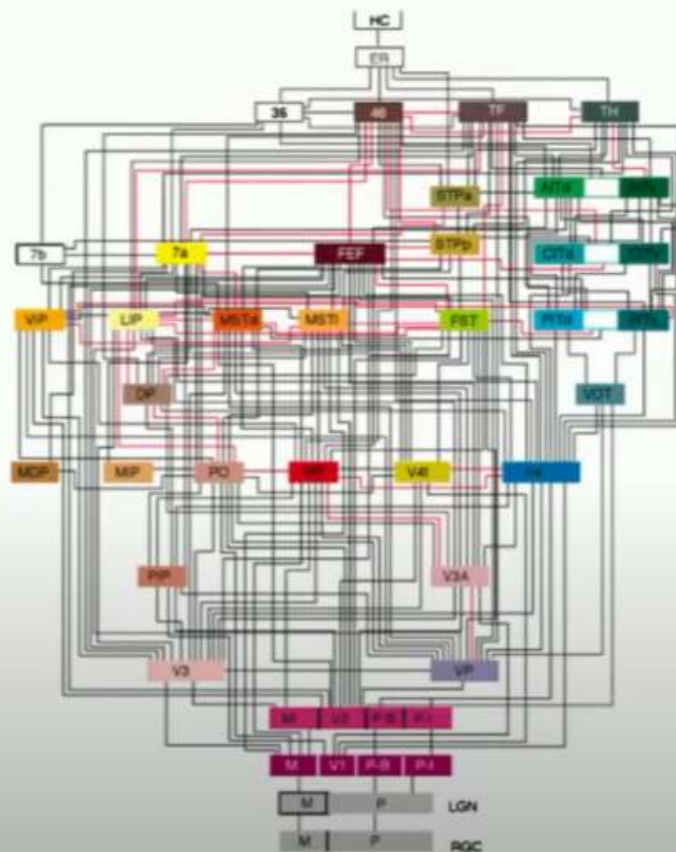 HC
ER
36 46 TF TH
STPa AITd
7b 7a FEF STPp CITd
VIP LIP MSTd MSTl FST PITd
DP VOT
MDP MIP PO MT V4t V4
PIP V3A
V3 VP
M V2 P-B P-I
M V1 P-B P-I
M P LGN
M P RGC